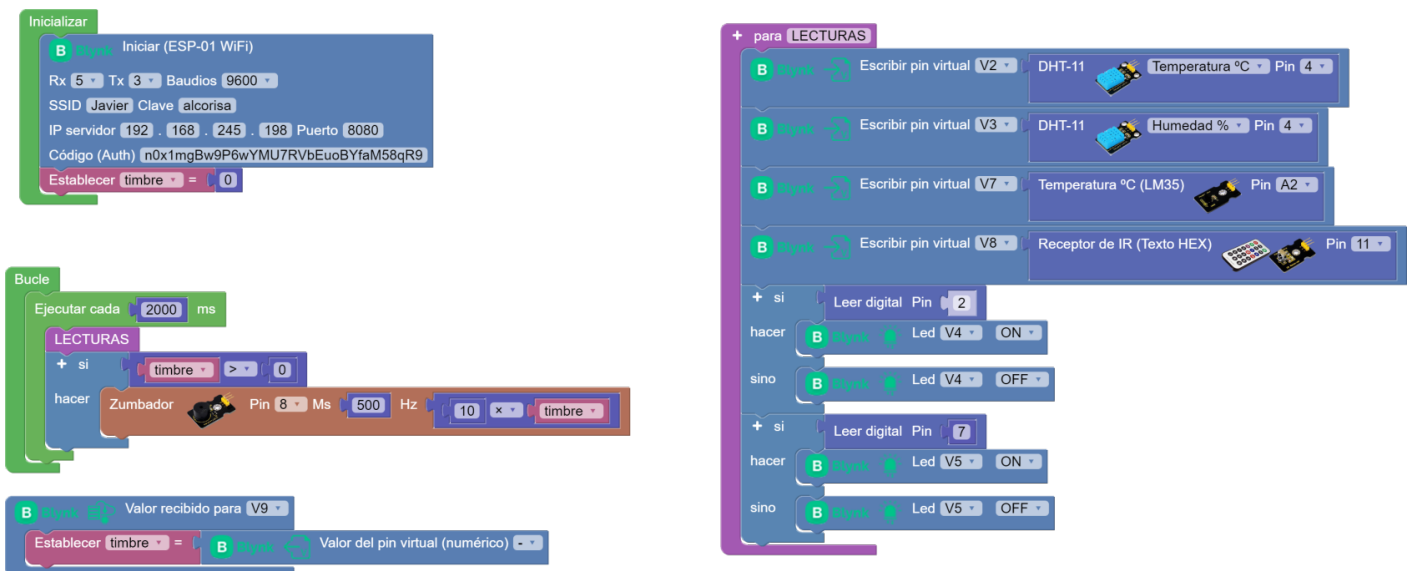 Inicializar
B Blynk Iniciar (ESP-01 WiFi)
Rx 5 Tx 3 Baudios 9600
SSID Javier Clave alcorisa
IP servidor 192 . 168 . 245 . 198 Puerto 8080
Código (Auth) n0x1mgBw9P6wYMU7RVbEuoBYfaM58qR9
Establecer timbre = 0
Bucle
Ejecutar cada 2000 ms
LECTURAS
+ si timbre > 0
hacer Zumbador Pin 8 Ms 500 Hz 10 × timbre
B Blynk Valor recibido para V9
Establecer timbre = B Blynk Valor del pin virtual (numérico) -
+ para LECTURAS
B Blynk Escribir pin virtual V2 DHT-11 Temperatura ºC Pin 4
B Blynk Escribir pin virtual V3 DHT-11 Humedad % Pin 4
B Blynk Escribir pin virtual V7 Temperatura ºC (LM35) Pin A2
B Blynk Escribir pin virtual V8 Receptor de IR (Texto HEX) Pin 11
+ si Leer digital Pin 2
hacer B Blynk Led V4 ON
sino B Blynk Led V4 OFF
+ si Leer digital Pin 7
hacer B Blynk Led V5 ON
sino B Blynk Led V5 OFF